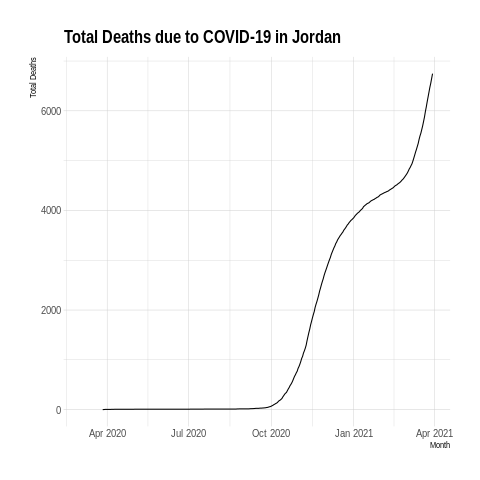 Total Deaths due to COVID-19 in Jordan
Total Deaths
6000
4000
2000
0
Apr 2020 Jul 2020 Oct 2020 Jan 2021 Apr 2021
Month